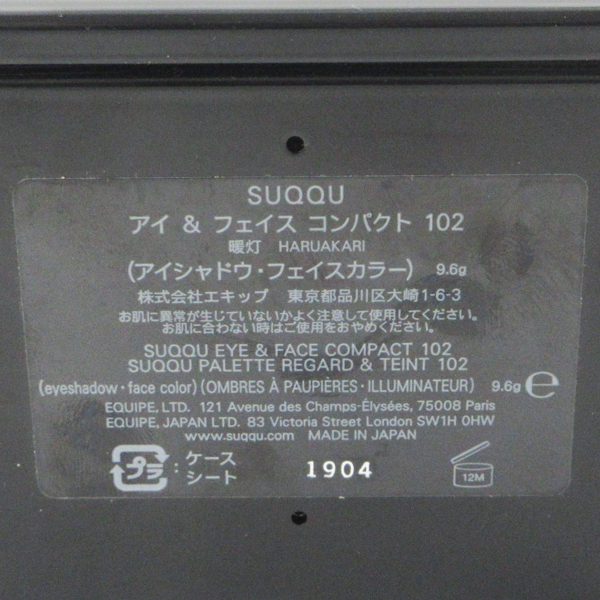 SUQQU
アイ & フェイス コンパクト 102
暖灯 HARUAKARI
(アイシャドウ・フェイスカラー) 9.6g
株式会社エキップ 東京都品川区大崎1-6-3
お肌に異常が生じていないかよく注意して使用してください。
お肌に合わない時はご使用をおやめください。
SUQQU EYE & FACE COMPACT 102
SUQQU PALETTE REGARD & TEINT 102
(eyeshadow・face color) (OMBRES À PAUPIÈRES・ILLUMINATEUR) 9.6g ℮
EQUIPE, LTD. 121 Avenue des Champs-Élysées, 75008 Paris
EQUIPE, JAPAN LTD. 83 Victoria Street London SW1H 0HW
www.suqqu.com MADE IN JAPAN
プラ : ケース
シート
1904
12M